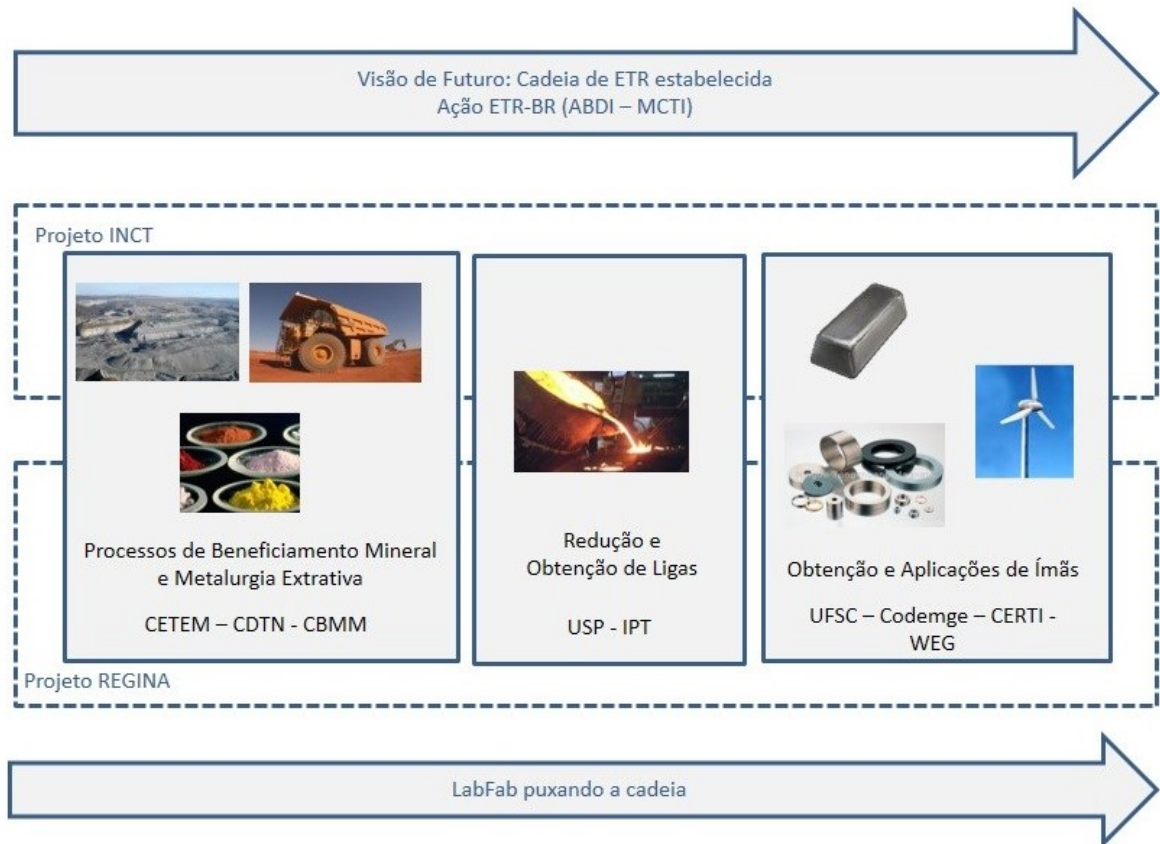 Visão de Futuro: Cadeia de ETR estabelecida
Ação ETR-BR (ABDI – MCTI)
Projeto INCT
Processos de Beneficiamento Mineral
e Metalurgia Extrativa
CETEM – CDTN - CBMM
Redução e
Obtenção de Ligas
USP - IPT
Obtenção e Aplicações de Ímãs
UFSC – Codemge – CERTI -
WEG
Projeto REGINA
LabFab puxando a cadeia